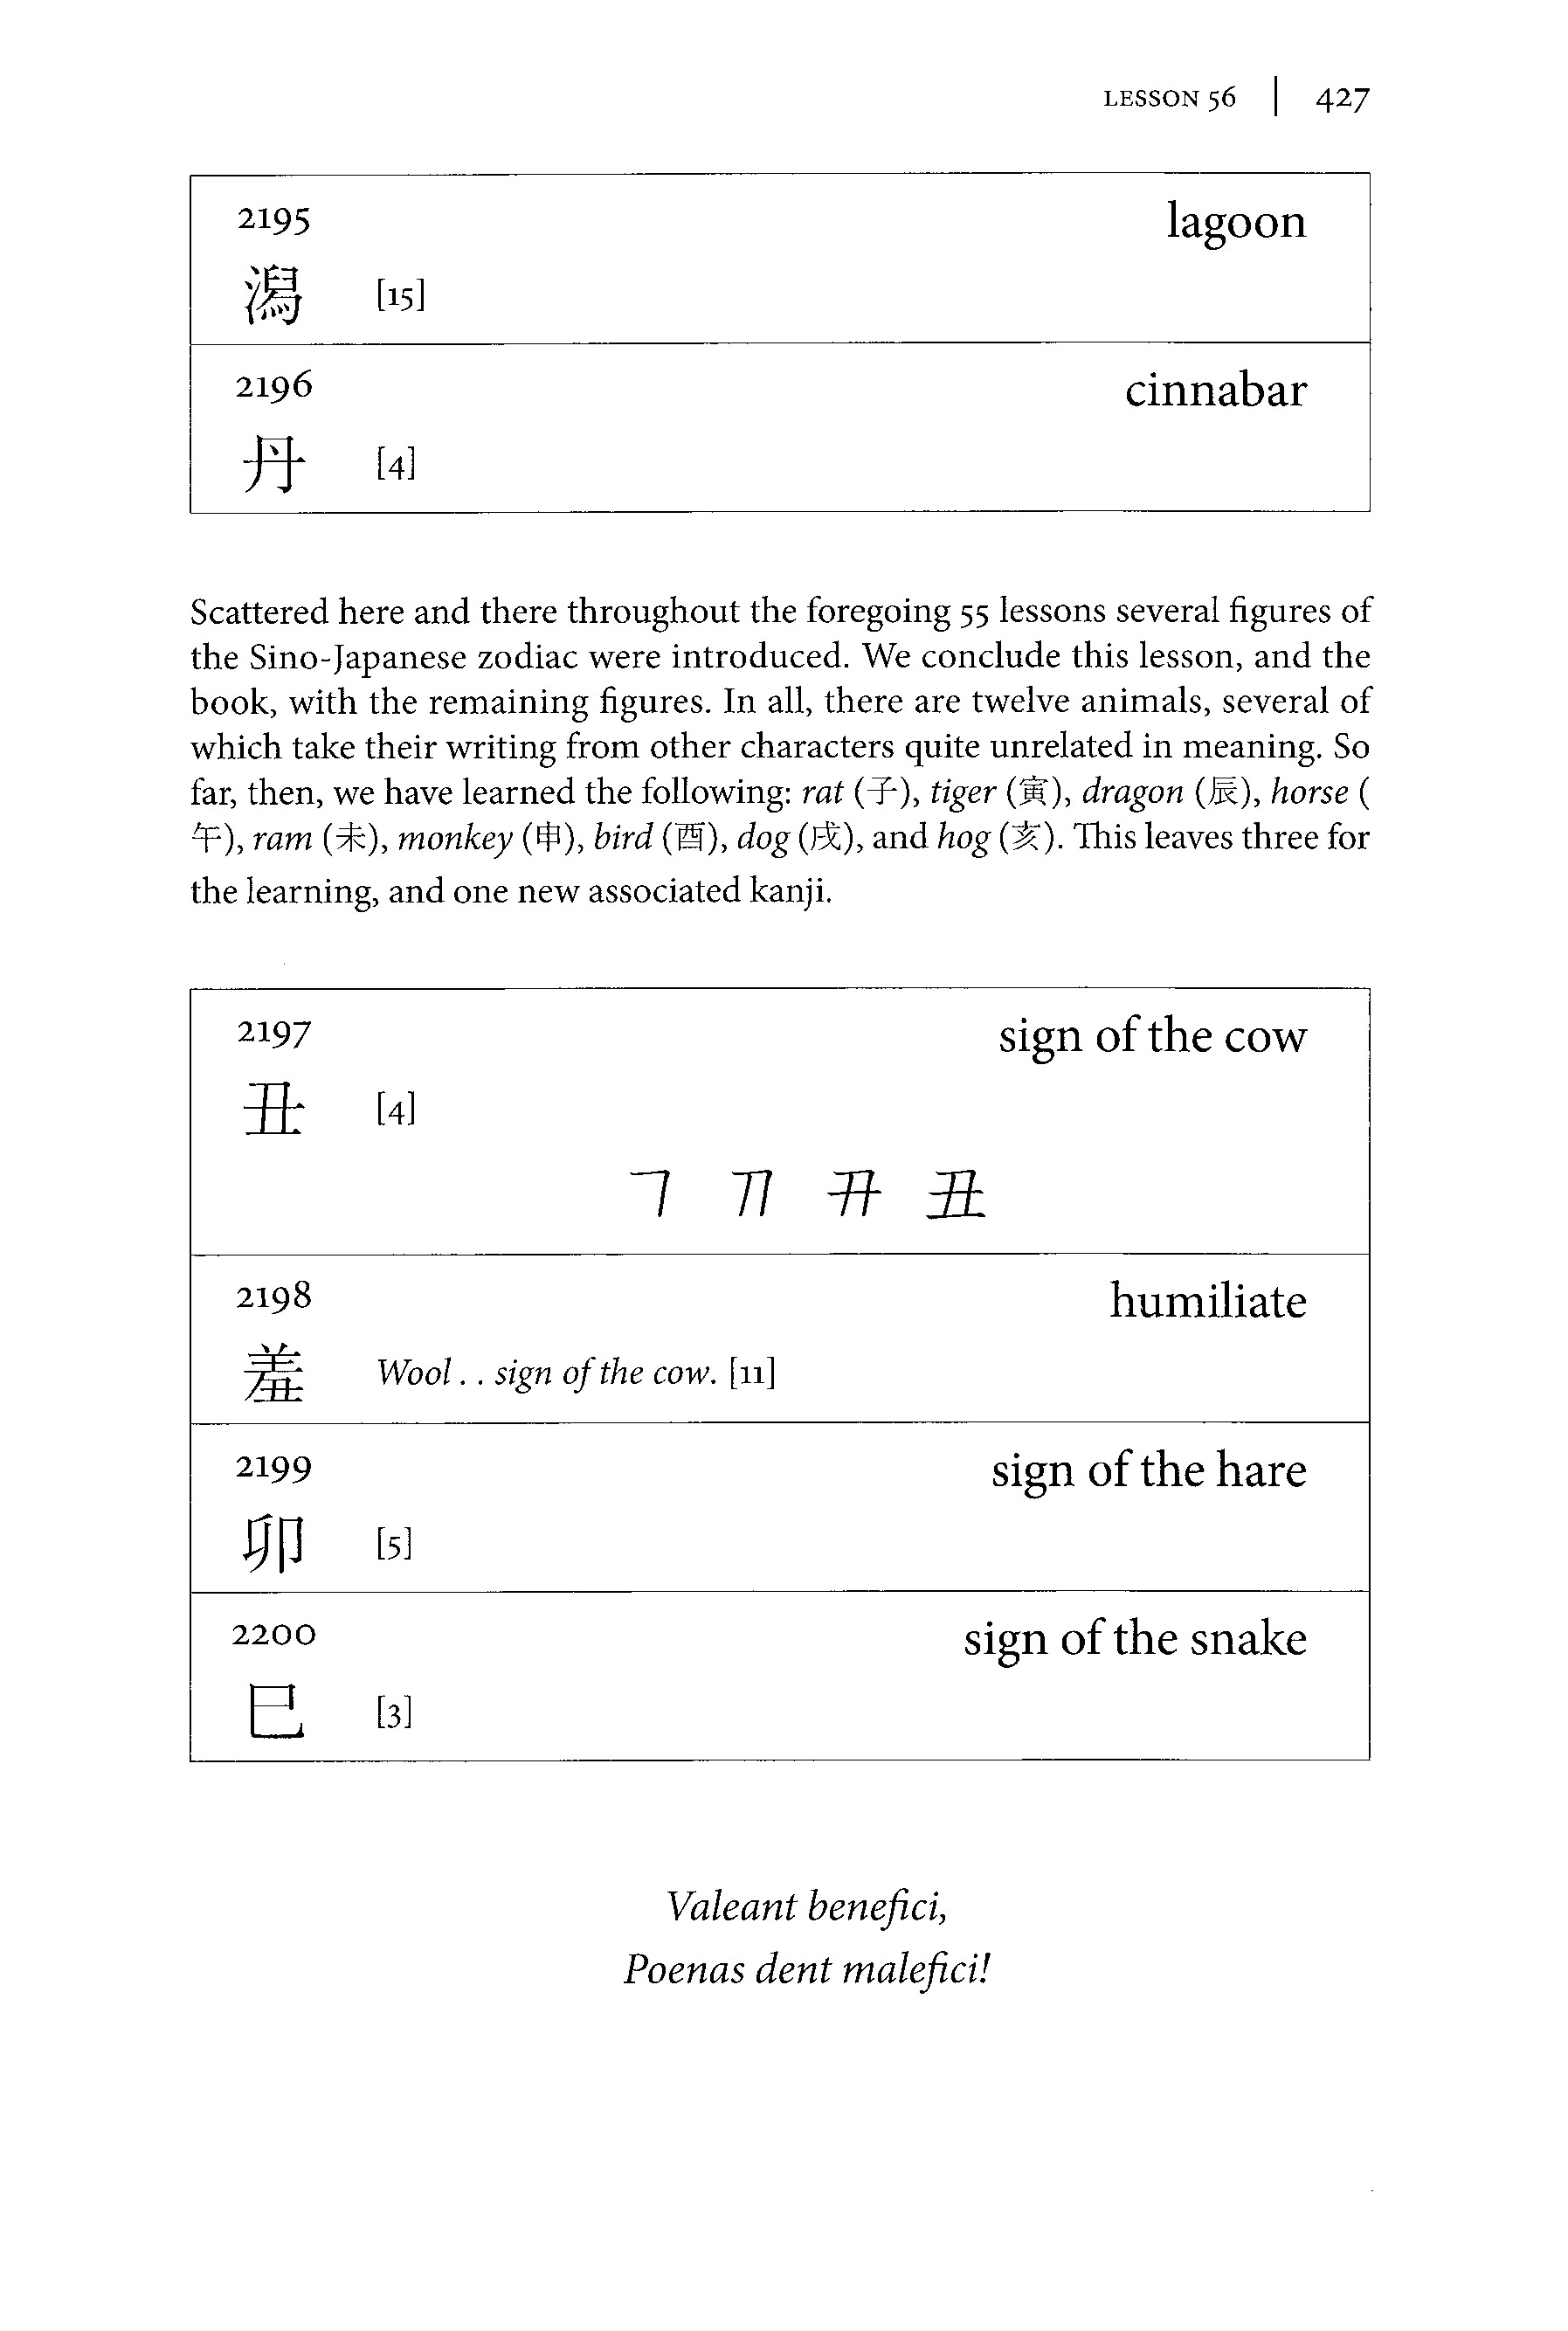 LESSON 56 | 427
2195 lagoon
潟 [15]
2196 cinnabar
丹 [4]
Scattered here and there throughout the foregoing 55 lessons several figures of
the Sino-Japanese zodiac were introduced. We conclude this lesson, and the
book, with the remaining figures. In all, there are twelve animals, several of
which take their writing from other characters quite unrelated in meaning. So
far, then, we have learned the following: rat (子), tiger (寅), dragon (辰), horse (
午), ram (未), monkey (申), bird (酉), dog (戌), and hog (亥). This leaves three for
the learning, and one new associated kanji.
2197 sign of the cow
丑 [4]
丑
2198 humiliate
羞 Wool . . sign of the cow. [11]
2199 sign of the hare
卯 [5]
2200 sign of the snake
巳 [3]
Valeant benefici,
Poenas dent malefici!